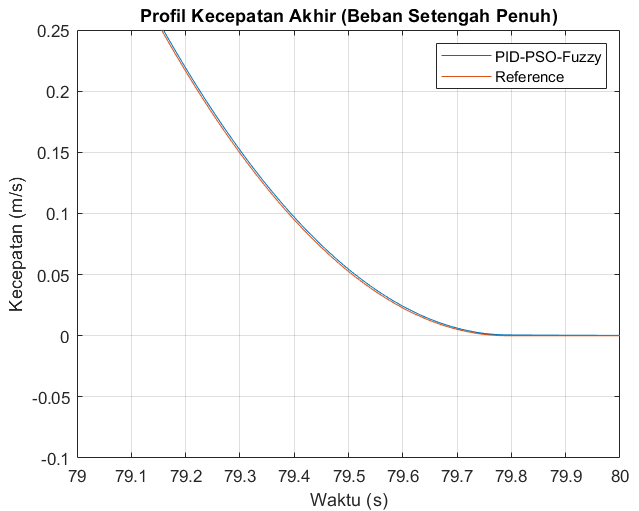 Profil Kecepatan Akhir (Beban Setengah Penuh)
PID-PSO-Fuzzy
Reference
Kecepatan (m/s)
0.25
0.2
0.15
0.1
0.05
0
-0.05
-0.1
79 79.1 79.2 79.3 79.4 79.5 79.6 79.7 79.8 79.9 80
Waktu (s)